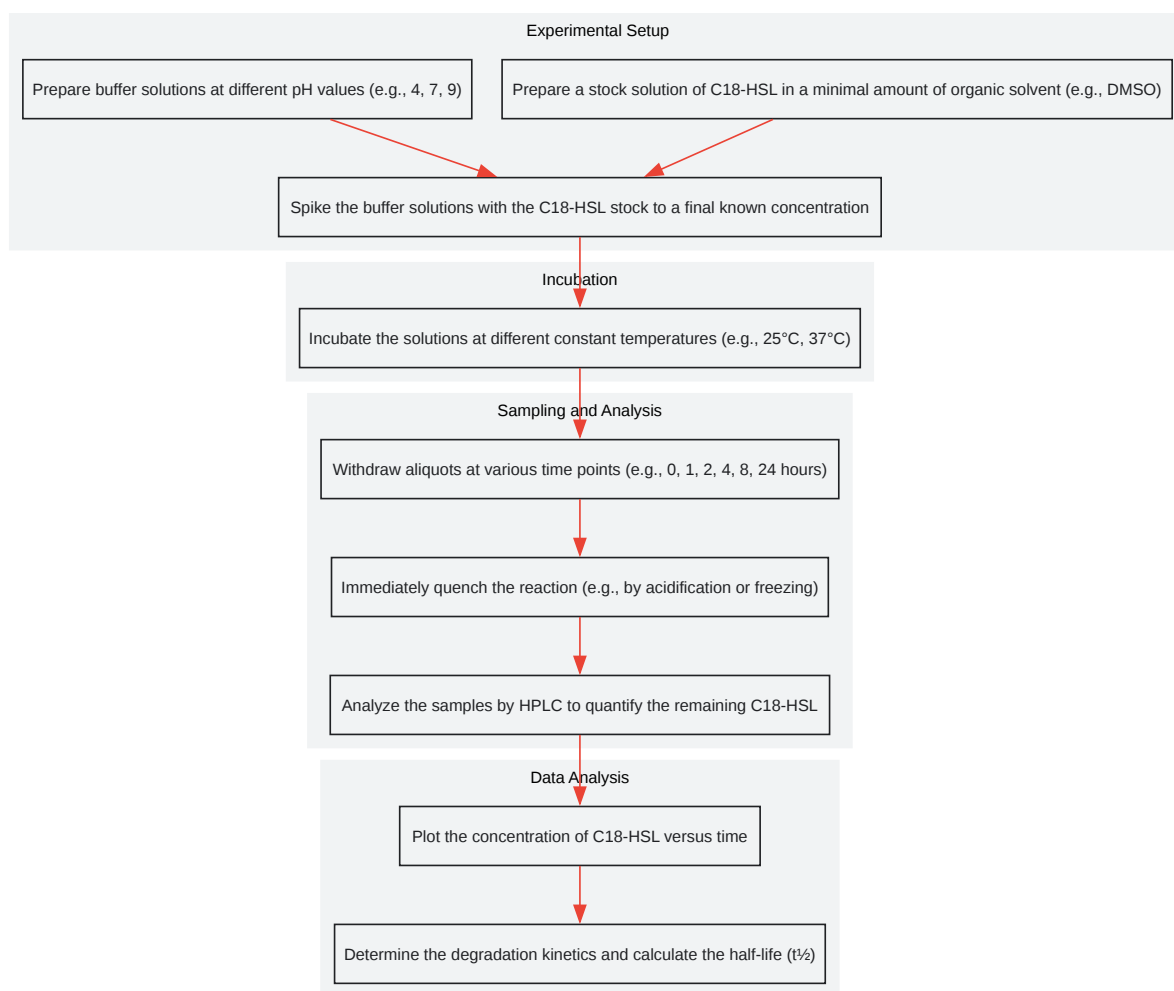 Experimental Setup
Prepare buffer solutions at different pH values (e.g., 4, 7, 9)
Prepare a stock solution of C18-HSL in a minimal amount of organic solvent (e.g., DMSO)
Spike the buffer solutions with the C18-HSL stock to a final known concentration
Incubation
Incubate the solutions at different constant temperatures (e.g., 25°C, 37°C)
Sampling and Analysis
Withdraw aliquots at various time points (e.g., 0, 1, 2, 4, 8, 24 hours)
Immediately quench the reaction (e.g., by acidification or freezing)
Analyze the samples by HPLC to quantify the remaining C18-HSL
Data Analysis
Plot the concentration of C18-HSL versus time
Determine the degradation kinetics and calculate the half-life (t½)